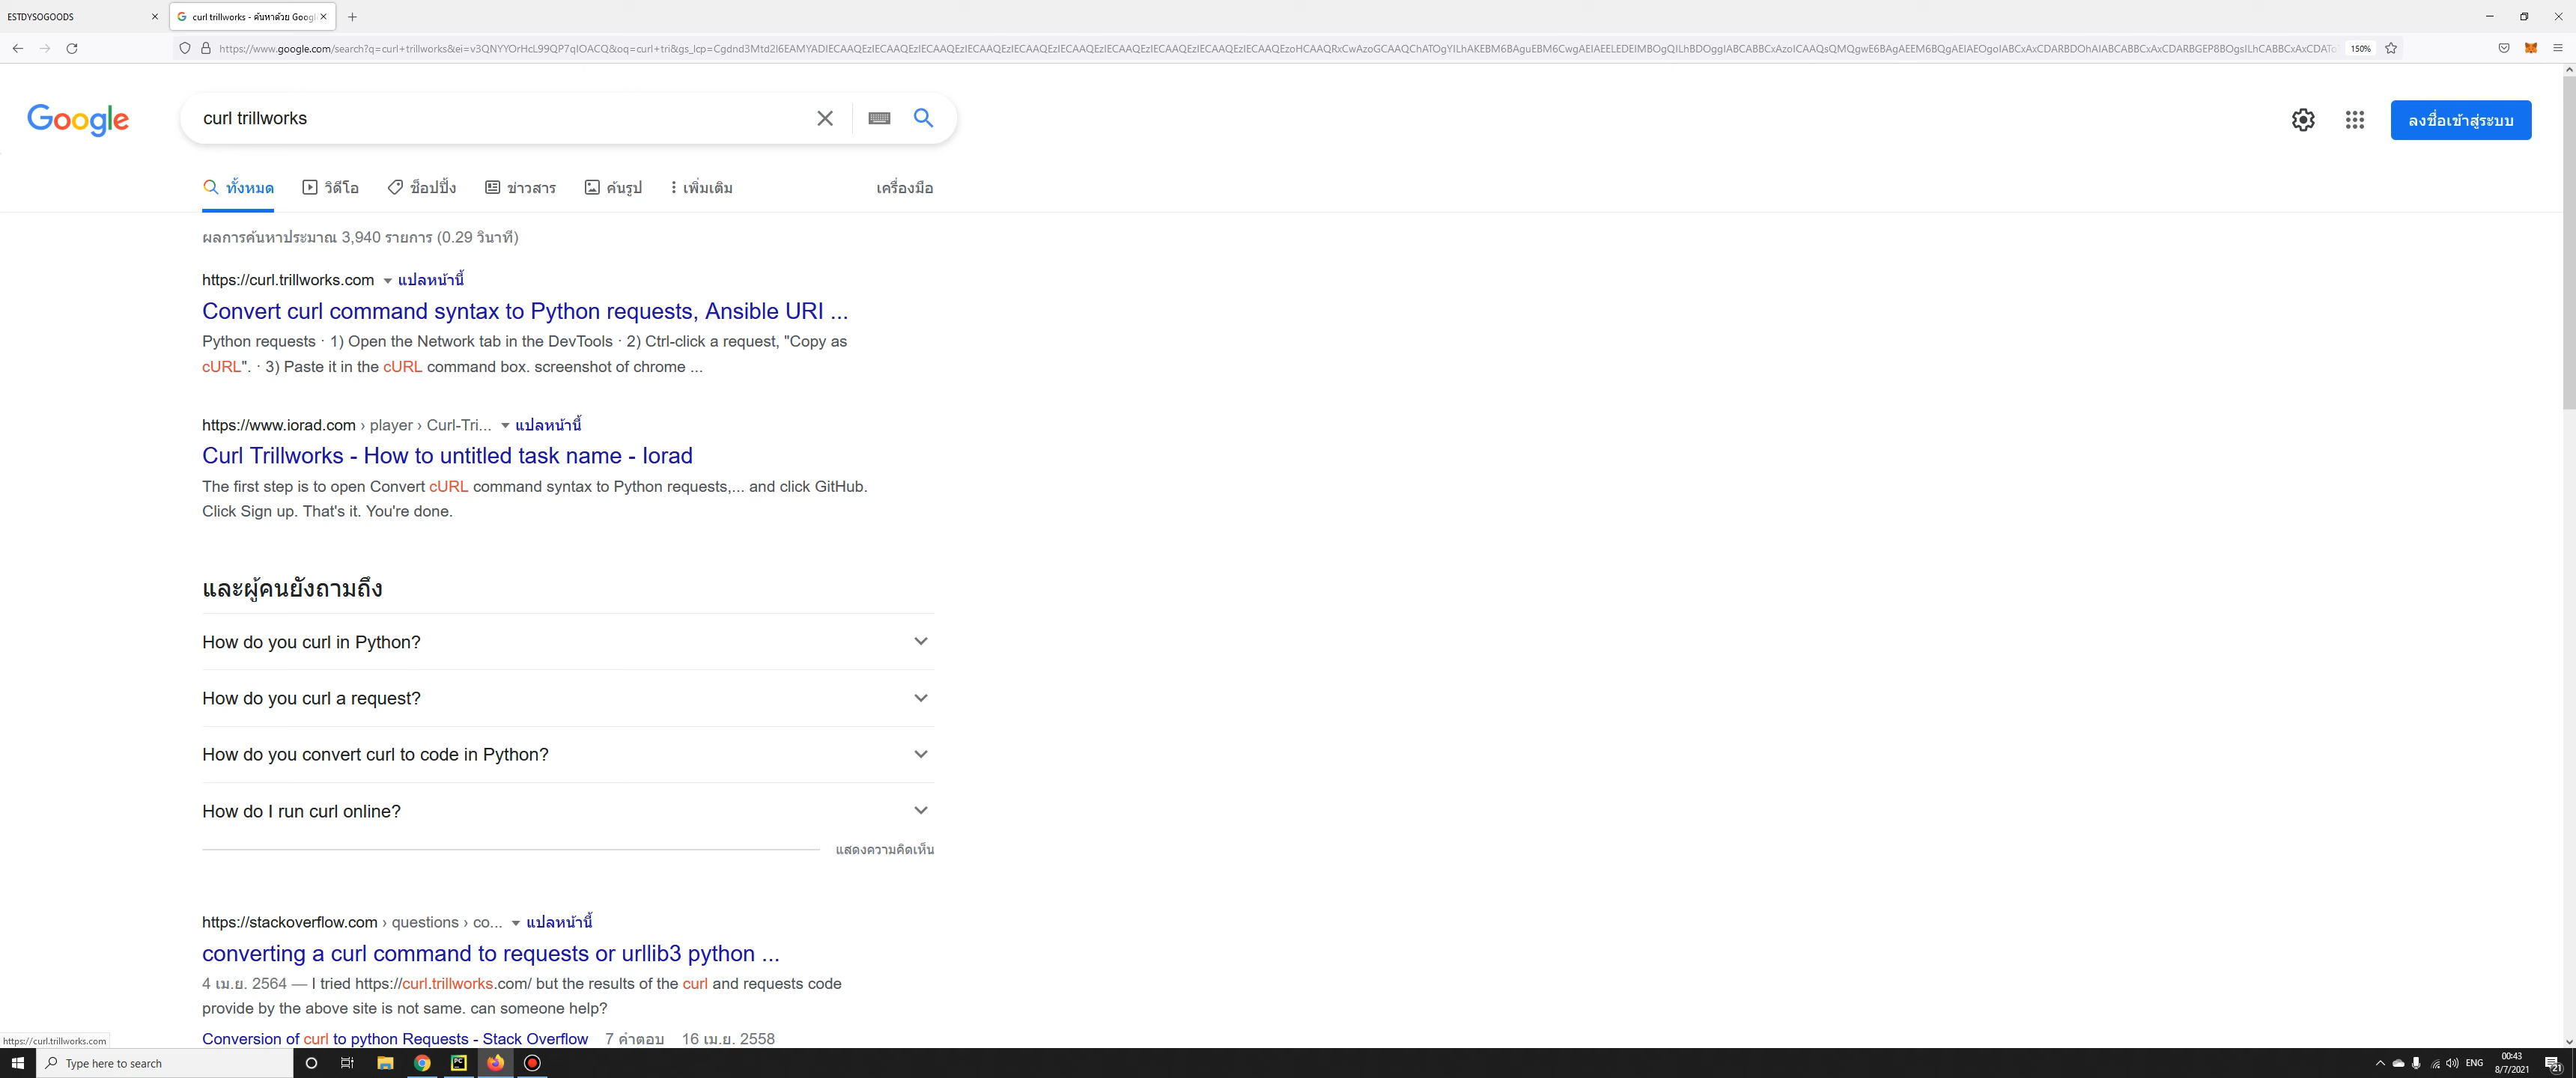 ESTDYSOGOODS
curl trillworks - ค้นหาด้วย Googl
150%
Google
curl trillworks
ลงชื่อเข้าสู่ระบบ
ทั้งหมด วิดีโอ ช็อปปิ้ง ข่าวสาร ค้นรูป เพิ่มเติม เครื่องมือ
ผลการค้นหาประมาณ 3,940 รายการ (0.29 วินาที)
https://curl.trillworks.com แปลหน้านี้
Convert curl command syntax to Python requests, Ansible URI ...
Python requests · 1) Open the Network tab in the DevTools · 2) Ctrl-click a request, "Copy as
cURL". · 3) Paste it in the cURL command box. screenshot of chrome ...
https://www.iorad.com › player › Curl-Tri... แปลหน้านี้
Curl Trillworks - How to untitled task name - Iorad
The first step is to open Convert cURL command syntax to Python requests,... and click GitHub.
Click Sign up. That's it. You're done.
และผู้คนยังถามถึง
How do you curl in Python?
How do you curl a request?
How do you convert curl to code in Python?
How do I run curl online?
แสดงความคิดเห็น
https://stackoverflow.com › questions › co... แปลหน้านี้
converting a curl command to requests or urllib3 python ...
4 เม.ย. 2564 — I tried https://curl.trillworks.com/ but the results of the curl and requests code
provide by the above site is not same. can someone help?
Conversion of curl to python Requests - Stack Overflow 7 คำตอบ 16 เม.ย. 2558
https://curl.trillworks.com
Type here to search
ENG
00:43
8/7/2021
21